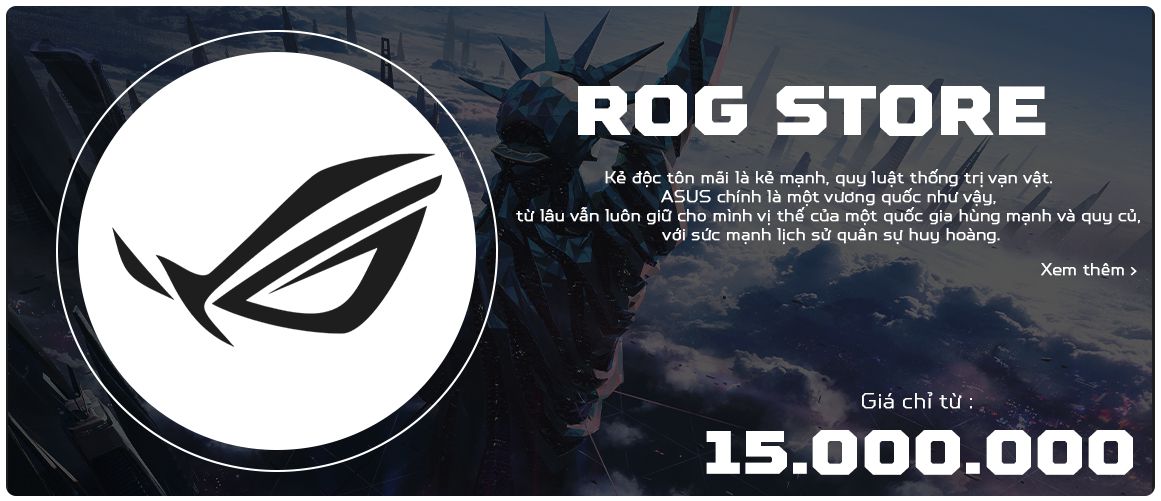 ROG STORE
Kẻ độc tôn mãi là kẻ mạnh, quy luật thống trị vạn vật.
ASUS chính là một vương quốc như vậy,
từ lâu vẫn luôn giữ cho mình vị thế của một quốc gia hùng mạnh và quy củ,
với sức mạnh lịch sử quân sự huy hoàng.
Xem thêm >
Giá chỉ từ :
15.000.000